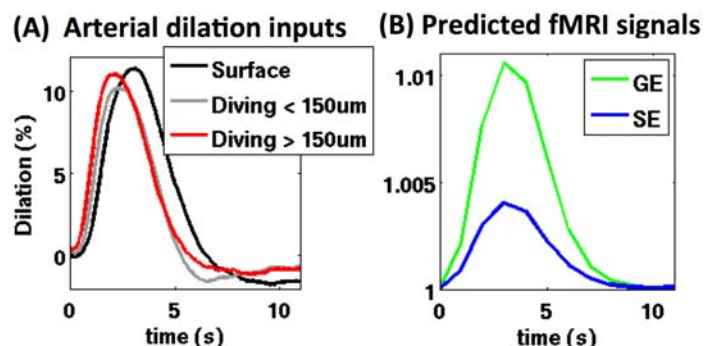 (A) Arterial dilation inputs
Dilation (%)
10
5
0
Surface
Diving < 150um
Diving > 150um
0
5
10
time (s)
(B) Predicted fMRI signals
1.01
1.005
1
GE
SE
0
5
10
time (s)